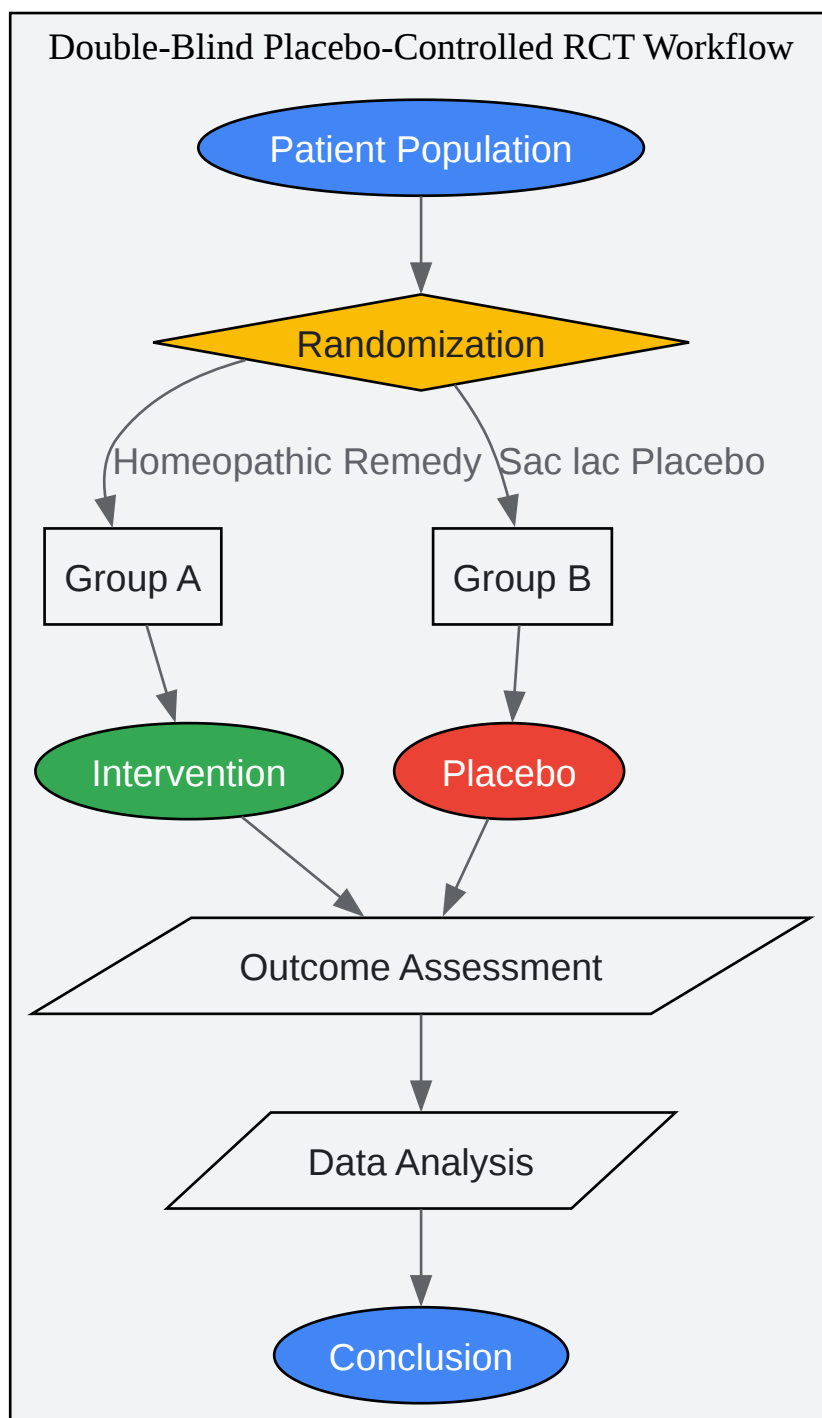 Double-Blind Placebo-Controlled RCT Workflow
Patient Population
Randomization
Homeopathic Remedy
Sac lac Placebo
Group A
Group B
Intervention
Placebo
Outcome Assessment
Data Analysis
Conclusion